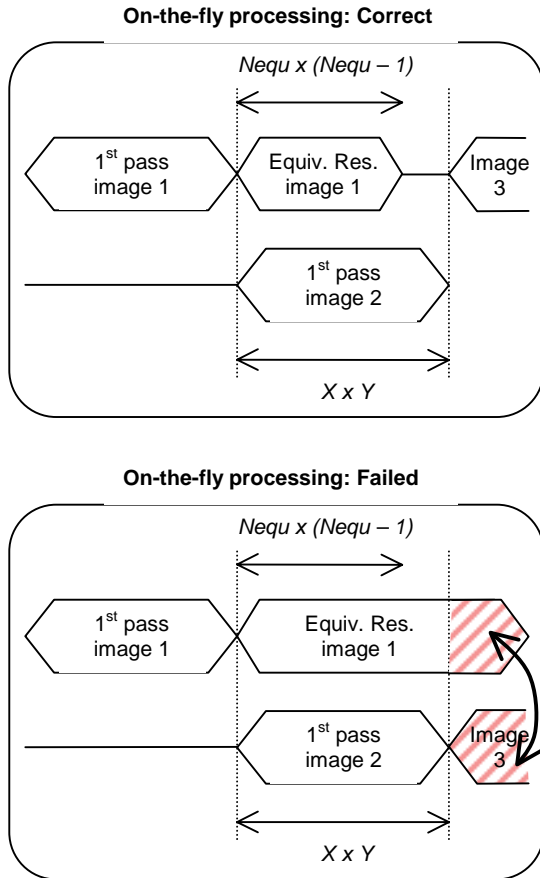 On-the-fly processing: Correct
Nequ x (Nequ – 1)
1st pass
image 1
Equiv. Res.
image 1
Image
3
1st pass
image 2
X x Y
On-the-fly processing: Failed
Nequ x (Nequ – 1)
1st pass
image 1
Equiv. Res.
image 1
1st pass
image 2
Image
3
X x Y